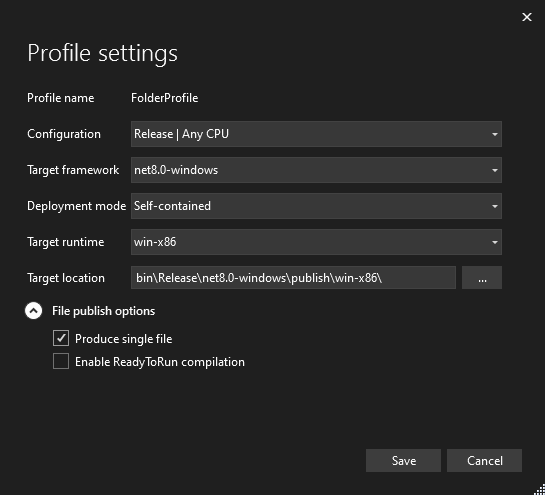 Profile settings
Profile name FolderProfile
Configuration Release | Any CPU
Target framework net8.0-windows
Deployment mode Self-contained
Target runtime win-x86
Target location bin\Release\net8.0-windows\publish\win-x86\ ...
File publish options
Produce single file
Enable ReadyToRun compilation
Save Cancel